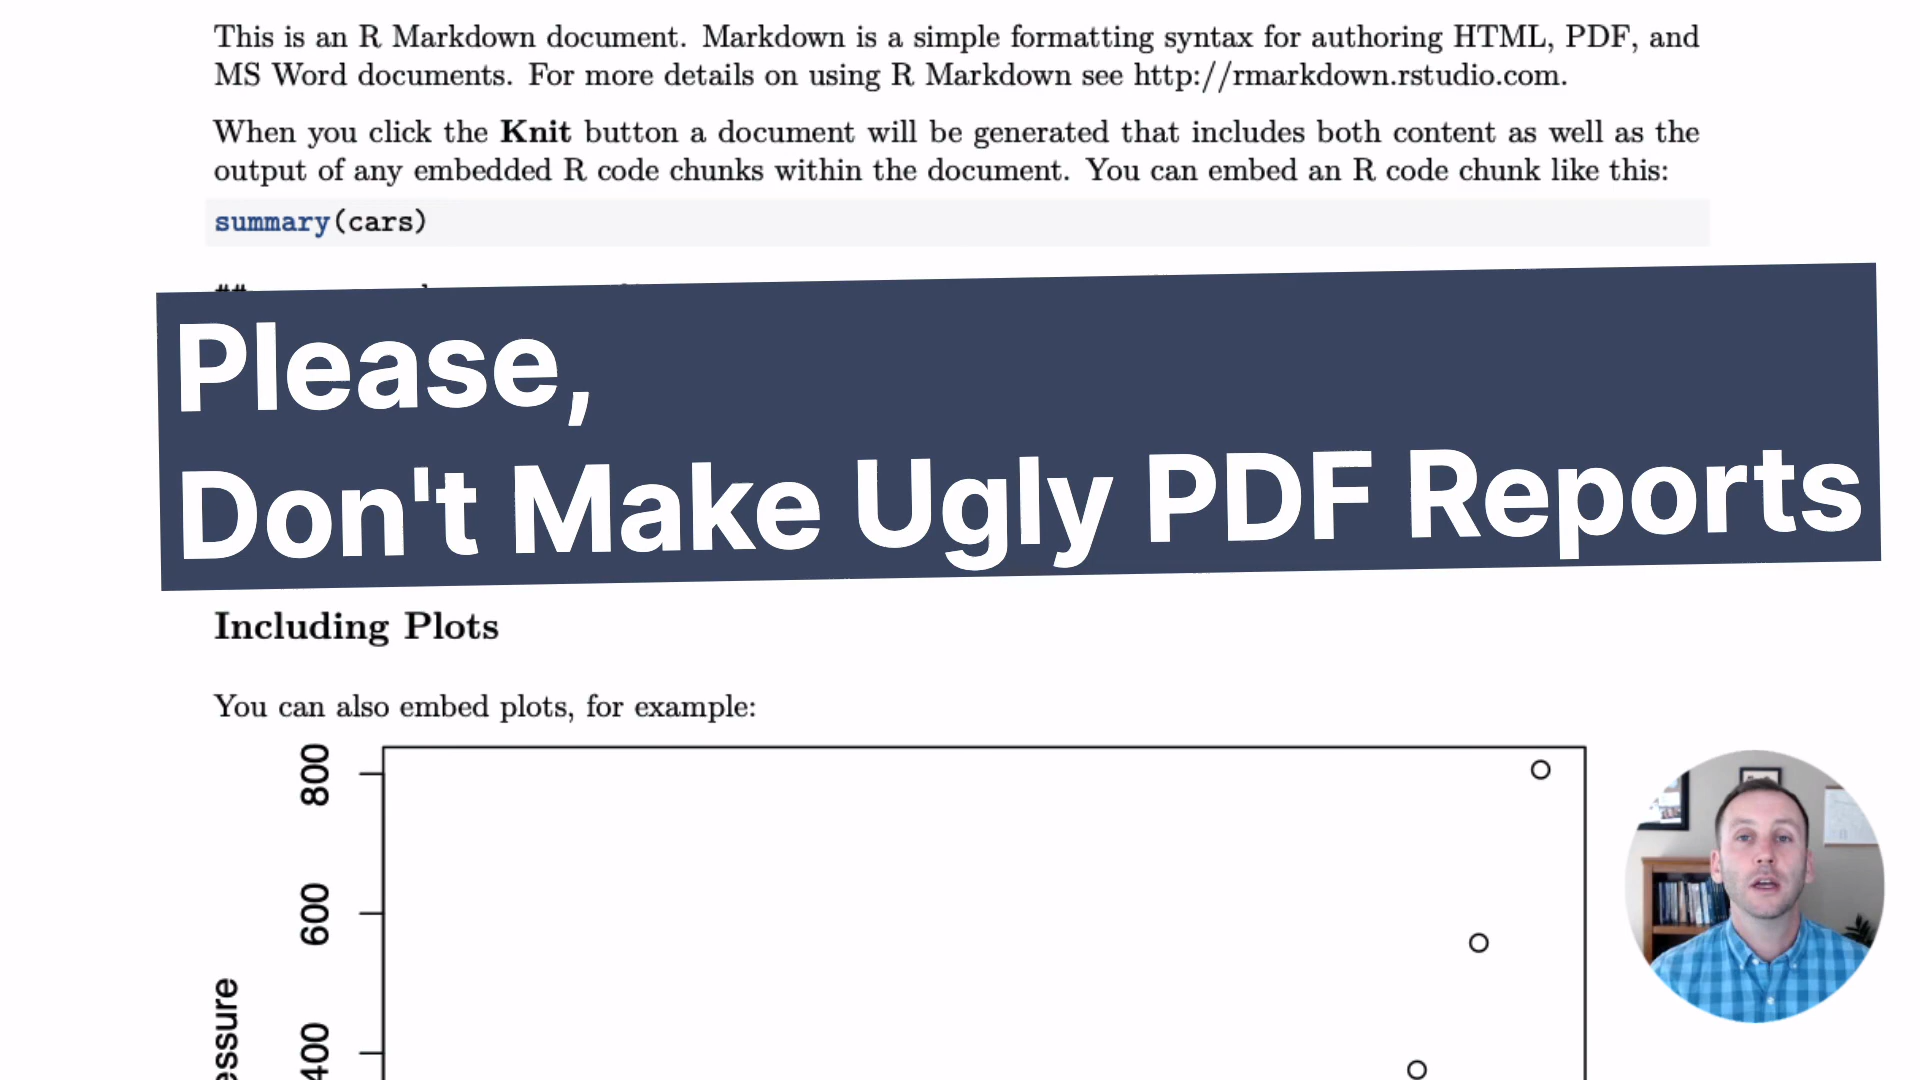 This is an R Markdown document. Markdown is a simple formatting syntax for authoring HTML, PDF, and
MS Word documents. For more details on using R Markdown see http://rmarkdown.rstudio.com.
When you click the Knit button a document will be generated that includes both content as well as the
output of any embedded R code chunks within the document. You can embed an R code chunk like this:
summary(cars)
##
Please,
Don't Make Ugly PDF Reports
Including Plots
You can also embed plots, for example:
800
600
400
essure